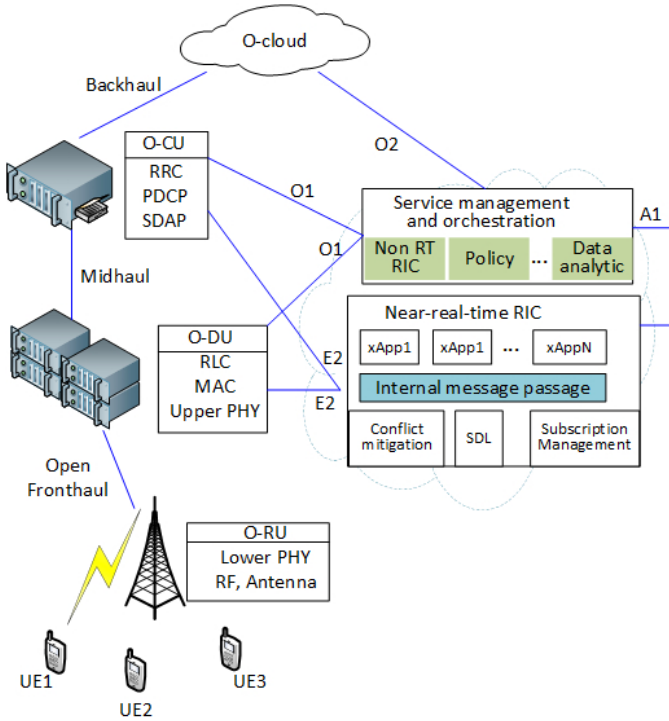 O-cloud
Backhaul
O-CU
RRC
PDCP
SDAP
O2
O1
O1
A1
Service management
and orchestration
Non RT
RIC
Policy
...
Data
analytic
Midhaul
Near-real-time RIC
xApp1
xApp1
...
xAppN
O-DU
RLC
MAC
Upper PHY
E2
E2
Internal message passage
Conflict
mitigation
SDL
Subscription
Management
Open
Fronthaul
O-RU
Lower PHY
RF, Antenna
UE1
UE2
UE3